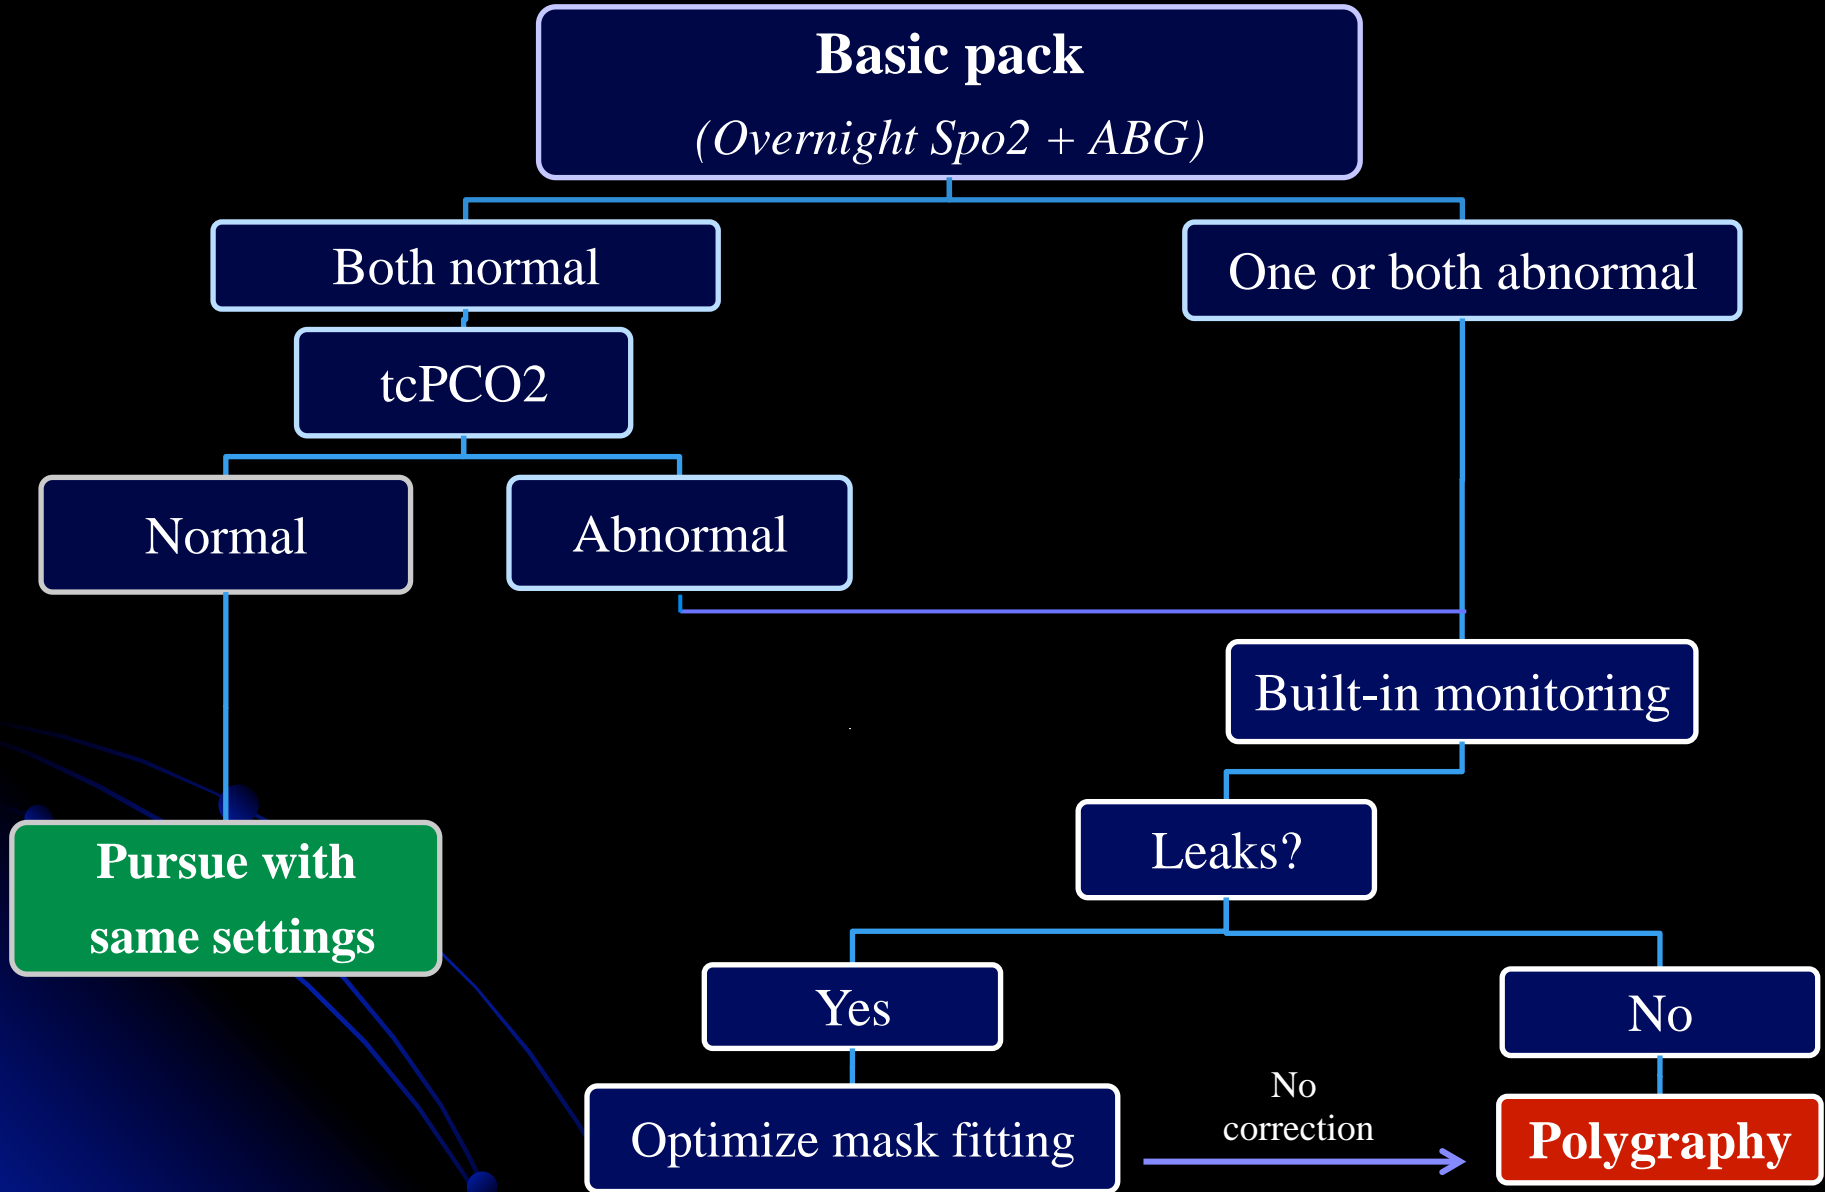 Basic pack
(Overnight Spo2 + ABG)
Both normal
One or both abnormal
tcPCO2
Normal
Abnormal
Built-in monitoring
Leaks?
Pursue with
same settings
Yes
No
Optimize mask fitting
No
correction
Polygraphy